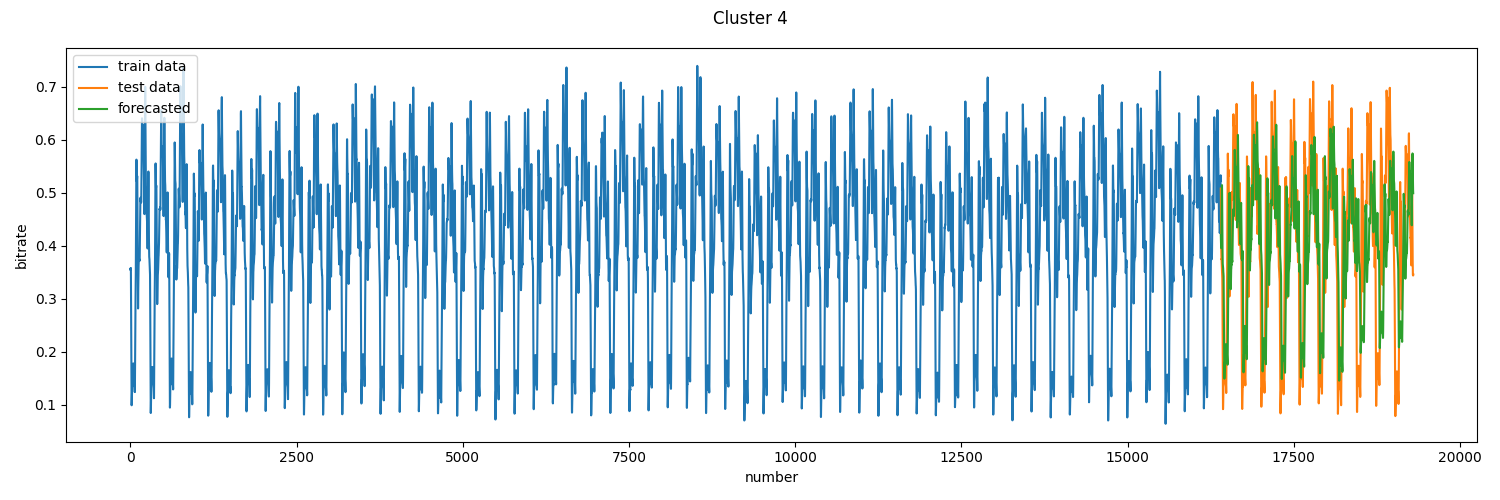 Cluster 4
train data
test data
forecasted
bitrate
0.7
0.6
0.5
0.4
0.3
0.2
0.1
0 2500 5000 7500 10000 12500 15000 17500 20000
number